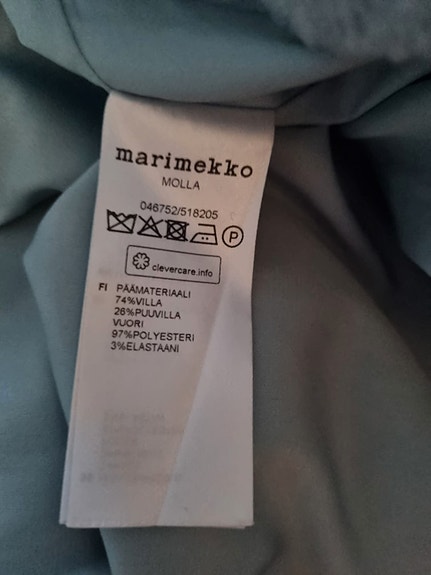 marimekko
MOLLA
046752/518205
P
clevercare.info
FI PÄÄMATERIAALI
74%VILLA
26%PUUVILLA
VUORI
97%POLYESTERI
3%ELASTAANI